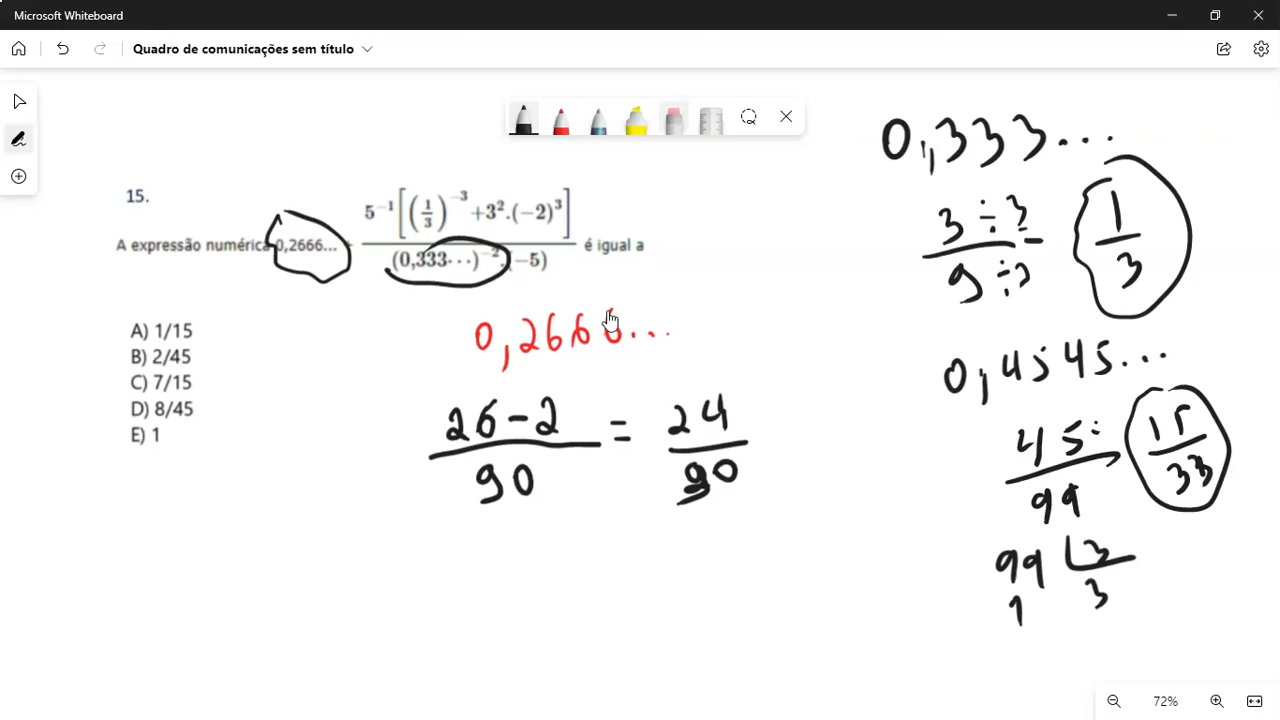 Microsoft Whiteboard
Quadro de comunicações sem título
15.
A expressão numérica 0,2666... + 5⁻¹[(1/3)⁻³+3².(−2)³] / (0,333···)⁻².(−5) é igual a
A) 1/15
B) 2/45
C) 7/15
D) 8/45
E) 1
0,2666...
26-2 / 90 = 24 / 90
0,333...
3÷3 / 9÷3 = 1/3
0,4545...
45÷ / 99 15/33
99 3
1 3
72%